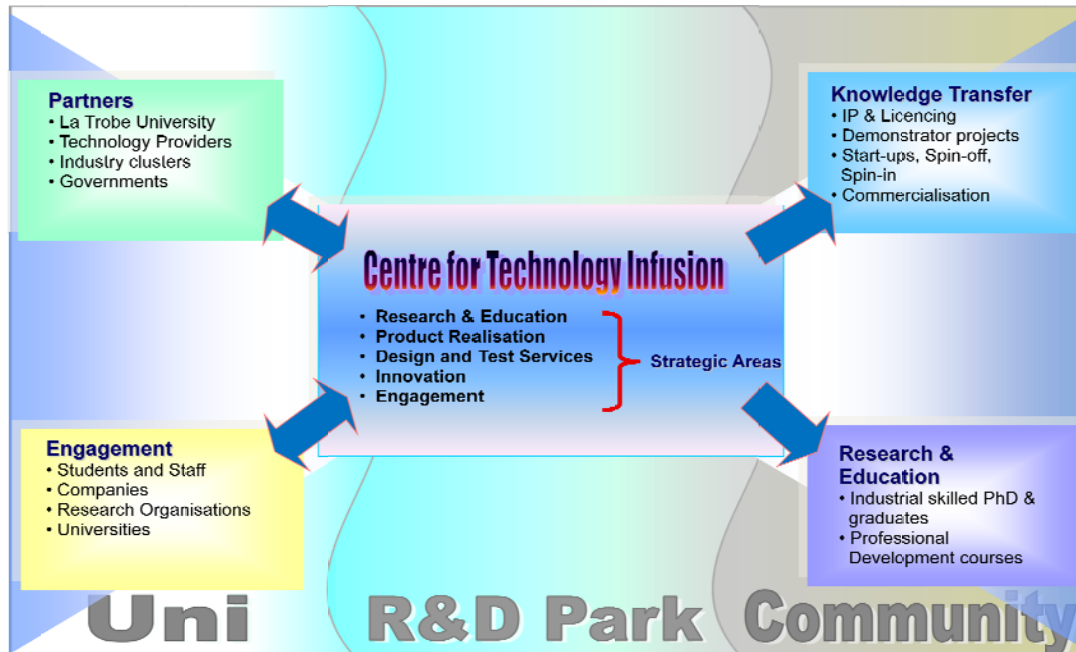 Partners
• La Trobe University
• Technology Providers
• Industry clusters
• Governments
Knowledge Transfer
• IP & Licencing
• Demonstrator projects
• Start-ups, Spin-off,
Spin-in
• Commercialisation
Centre for Technology Infusion
• Research & Education
• Product Realisation
• Design and Test Services
• Innovation
• Engagement
Strategic Areas
Engagement
• Students and Staff
• Companies
• Research Organisations
• Universities
Research &
Education
• Industrial skilled PhD &
graduates
• Professional
Development courses
Uni R&D Park Community